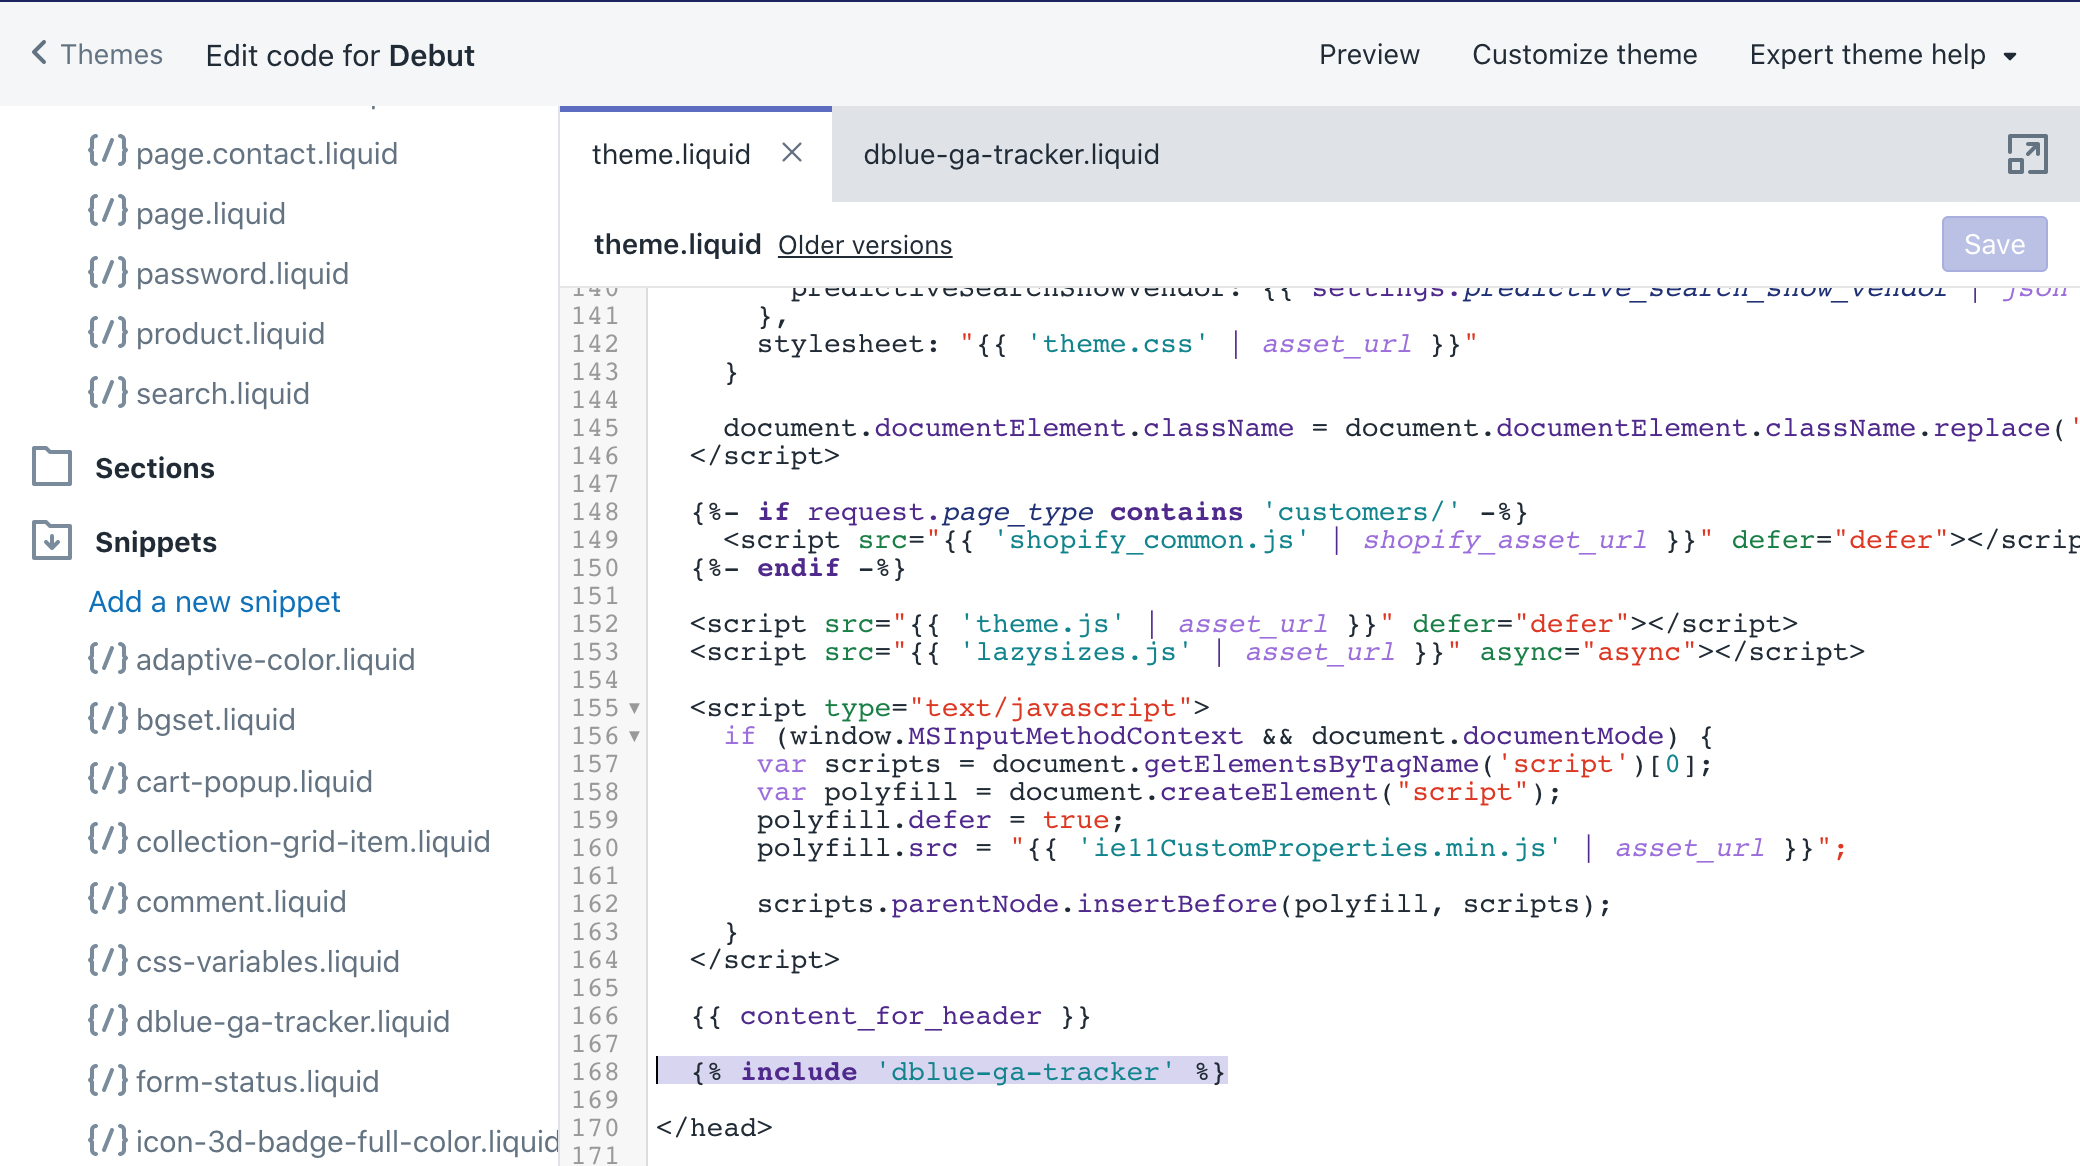 Themes
Edit code for Debut
Preview
Customize theme
Expert theme help
{/} page.contact.liquid
{/} page.liquid
{/} password.liquid
{/} product.liquid
{/} search.liquid
Sections
Snippets
Add a new snippet
{/} adaptive-color.liquid
{/} bgset.liquid
{/} cart-popup.liquid
{/} collection-grid-item.liquid
{/} comment.liquid
{/} css-variables.liquid
{/} dblue-ga-tracker.liquid
{/} form-status.liquid
{/} icon-3d-badge-full-color.liquid
theme.liquid
dblue-ga-tracker.liquid
theme.liquid Older versions
Save
140 predictiveSearchShowVendor: {{ settings.predictive_search_show_vendor | json
141 },
142 stylesheet: "{{ 'theme.css' | asset_url }}"
143 }
144
145 document.documentElement.className = document.documentElement.className.replace('
146 </script>
147
148 {%- if request.page_type contains 'customers/' -%}
149 <script src="{{ 'shopify_common.js' | shopify_asset_url }}" defer="defer"></scrip
150 {%- endif -%}
151
152 <script src="{{ 'theme.js' | asset_url }}" defer="defer"></script>
153 <script src="{{ 'lazysizes.js' | asset_url }}" async="async"></script>
154
155 <script type="text/javascript">
156 if (window.MSInputMethodContext && document.documentMode) {
157 var scripts = document.getElementsByTagName('script')[0];
158 var polyfill = document.createElement("script");
159 polyfill.defer = true;
160 polyfill.src = "{{ 'ie11CustomProperties.min.js' | asset_url }}";
161
162 scripts.parentNode.insertBefore(polyfill, scripts);
163 }
164 </script>
165
166 {{ content_for_header }}
167
168 {% include 'dblue-ga-tracker' %}
169
170 </head>
171